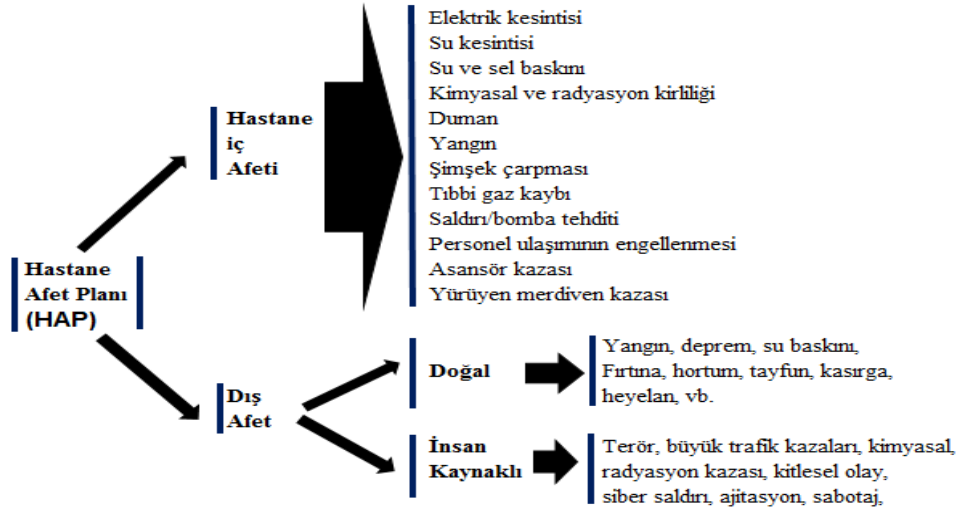 Hastane
Afet Planı
(HAP)
Hastane
iç
Afeti
Elektrik kesintisi
Su kesintisi
Su ve sel baskını
Kimyasal ve radyasyon kirliliği
Duman
Yangın
Şimşek çarpması
Tıbbi gaz kaybı
Saldırı/bomba tehditi
Personel ulaşımının engellenmesi
Asansör kazası
Yürüyen merdiven kazası
Dış
Afet
Doğal
Yangın, deprem, su baskını,
Fırtına, hortum, tayfun, kasırga,
heyelan, vb.
İnsan
Kaynaklı
Terör, büyük trafik kazaları, kimyasal,
radyasyon kazası, kitlesel olay,
siber saldırı, ajitasyon, sabotaj,